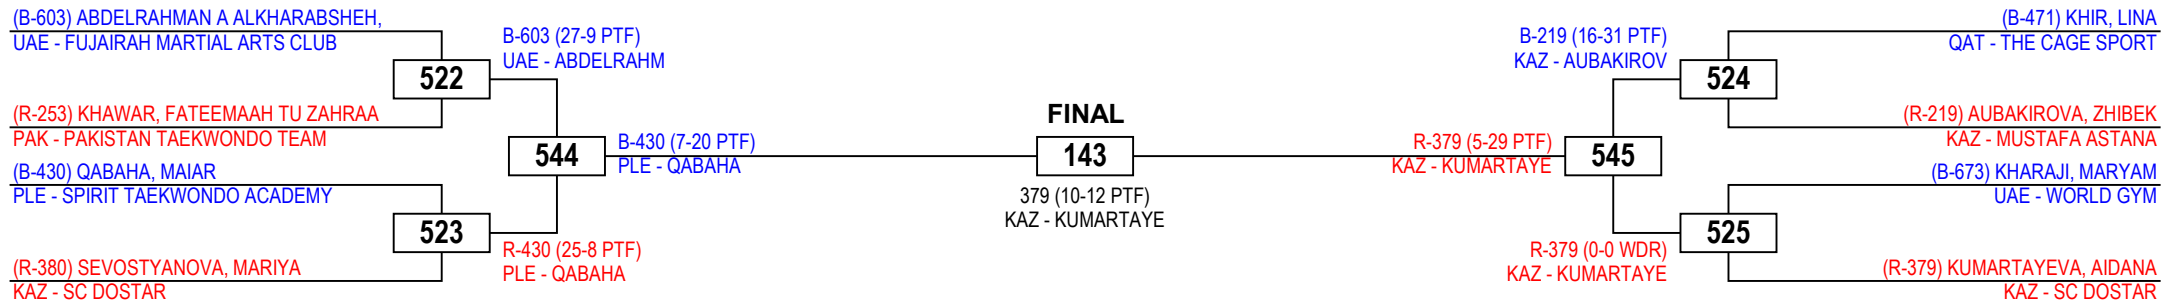 (B-603) ABDELRAHMAN A ALKHARABSHEH,
UAE - FUJAIRAH MARTIAL ARTS CLUB
522
(R-253) KHAWAR, FATEEMAAH TU ZAHRAA
PAK - PAKISTAN TAEKWONDO TEAM
(B-430) QABAHA, MAIAR
PLE - SPIRIT TAEKWONDO ACADEMY
523
(R-380) SEVOSTYANOVA, MARIYA
KAZ - SC DOSTAR
B-603 (27-9 PTF)
UAE - ABDELRAHM
544
R-430 (25-8 PTF)
PLE - QABAHA
B-430 (7-20 PTF)
PLE - QABAHA
FINAL
143
379 (10-12 PTF)
KAZ - KUMARTAYE
R-379 (5-29 PTF)
KAZ - KUMARTAYE
B-219 (16-31 PTF)
KAZ - AUBAKIROV
545
R-379 (0-0 WDR)
KAZ - KUMARTAYE
(B-471) KHIR, LINA
QAT - THE CAGE SPORT
524
(R-219) AUBAKIROVA, ZHIBEK
KAZ - MUSTAFA ASTANA
(B-673) KHARAJI, MARYAM
UAE - WORLD GYM
525
(R-379) KUMARTAYEVA, AIDANA
KAZ - SC DOSTAR